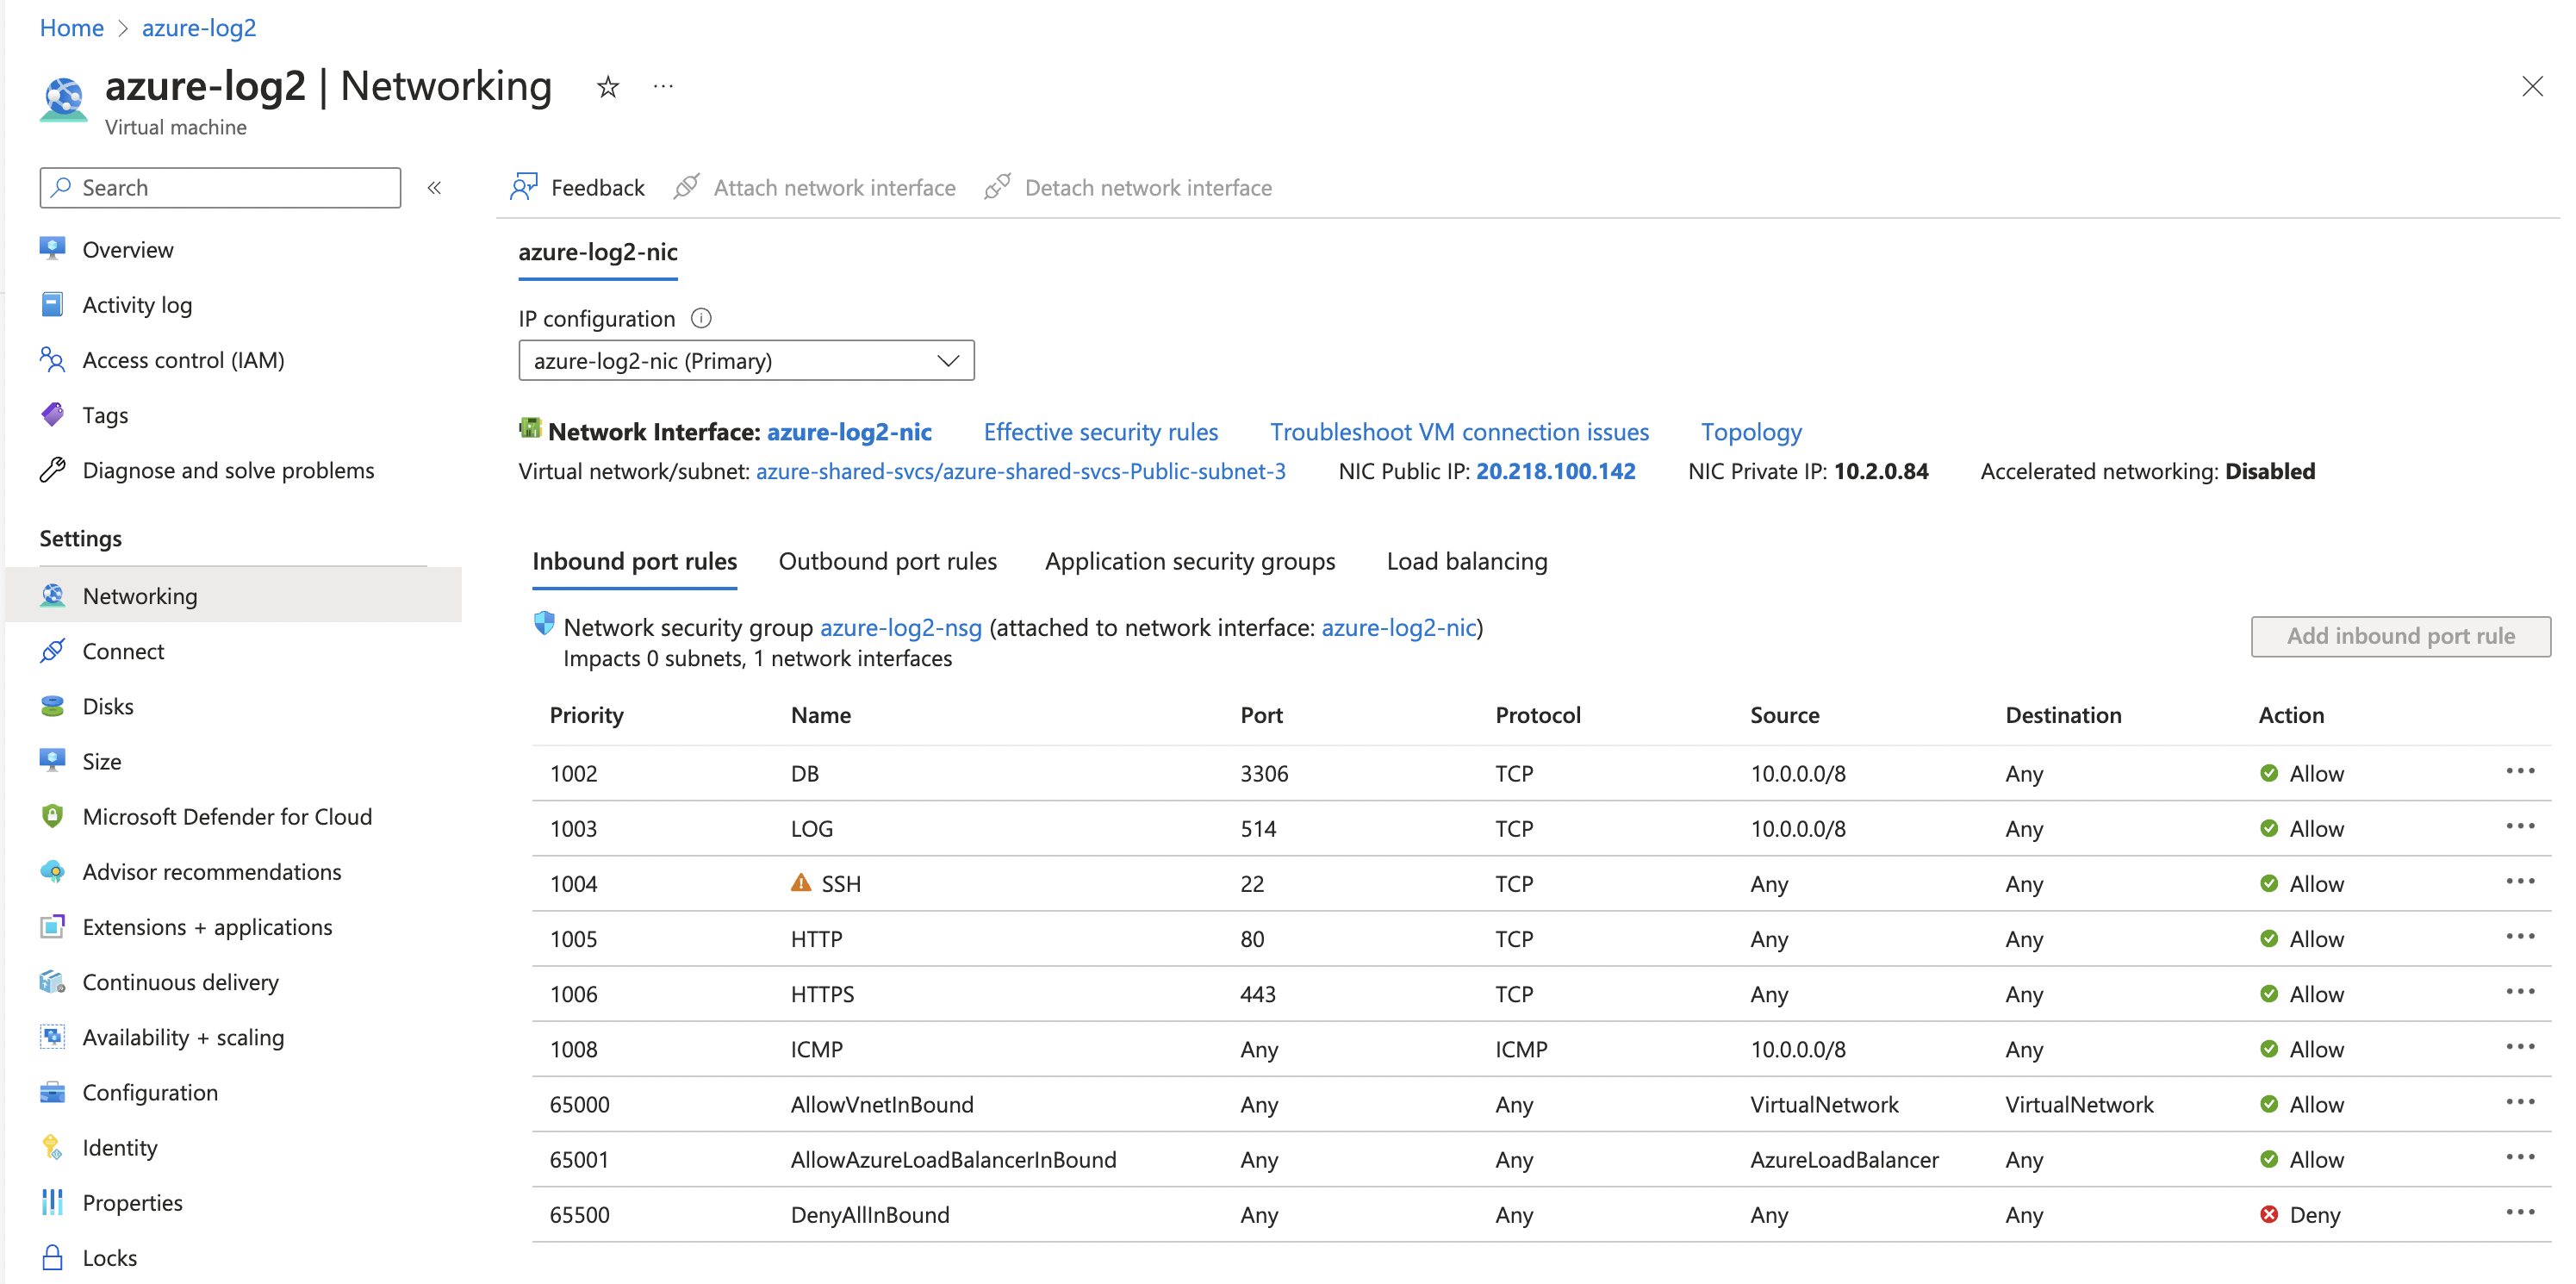 Home > azure-log2
azure-log2 | Networking ☆ ...
Virtual machine
Search «
Feedback Attach network interface Detach network interface
Overview
Activity log
Access control (IAM)
Tags
Diagnose and solve problems
Settings
Networking
Connect
Disks
Size
Microsoft Defender for Cloud
Advisor recommendations
Extensions + applications
Continuous delivery
Availability + scaling
Configuration
Identity
Properties
Locks
azure-log2-nic
IP configuration
azure-log2-nic (Primary)
Network Interface: azure-log2-nic Effective security rules Troubleshoot VM connection issues Topology
Virtual network/subnet: azure-shared-svcs/azure-shared-svcs-Public-subnet-3 NIC Public IP: 20.218.100.142 NIC Private IP: 10.2.0.84 Accelerated networking: Disabled
Inbound port rules Outbound port rules Application security groups Load balancing
Network security group azure-log2-nsg (attached to network interface: azure-log2-nic)
Impacts 0 subnets, 1 network interfaces
Add inbound port rule
Priority Name Port Protocol Source Destination Action
1002 DB 3306 TCP 10.0.0.0/8 Any Allow ...
1003 LOG 514 TCP 10.0.0.0/8 Any Allow ...
1004 SSH 22 TCP Any Any Allow ...
1005 HTTP 80 TCP Any Any Allow ...
1006 HTTPS 443 TCP Any Any Allow ...
1008 ICMP Any ICMP 10.0.0.0/8 Any Allow ...
65000 AllowVnetInBound Any Any VirtualNetwork VirtualNetwork Allow ...
65001 AllowAzureLoadBalancerInBound Any Any AzureLoadBalancer Any Allow ...
65500 DenyAllInBound Any Any Any Any Deny ...